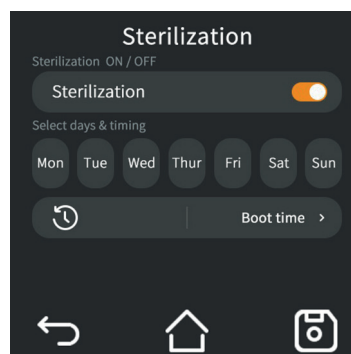 Sterilization
Sterilization ON / OFF
Sterilization
Select days & timing
Mon Tue Wed Thur Fri Sat Sun
Boot time >